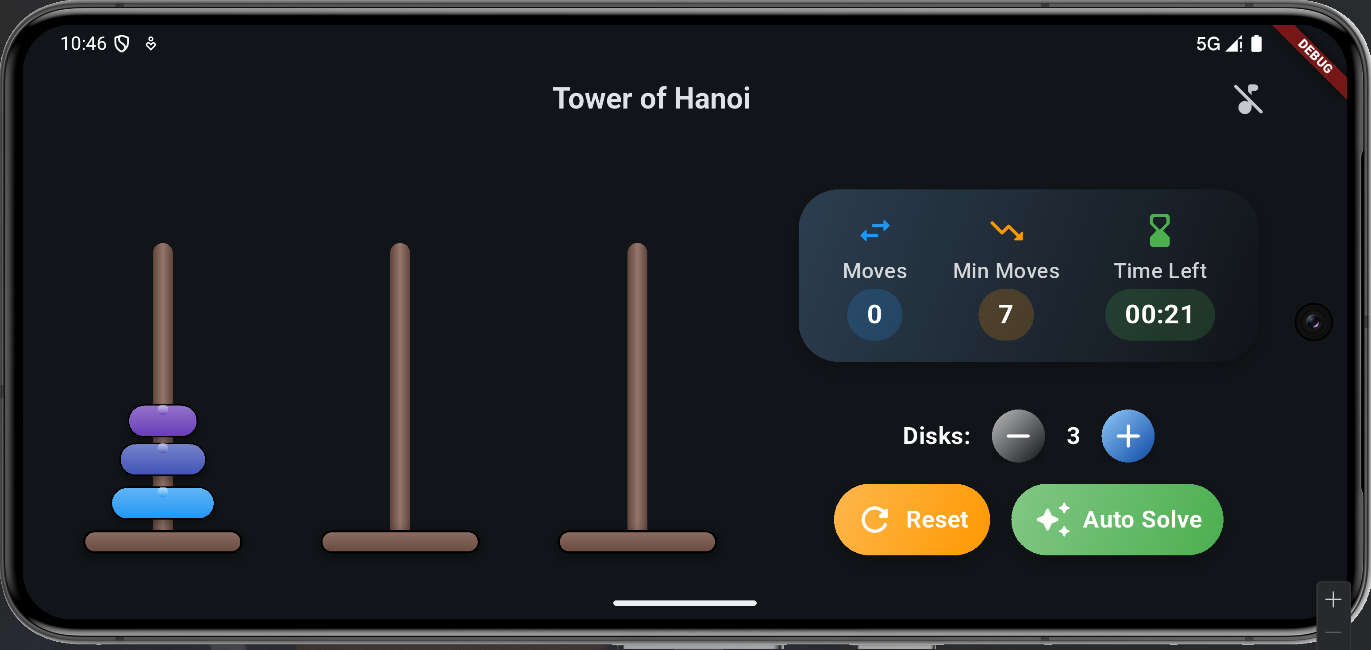 10:46
5G
DEBUG
Tower of Hanoi
Moves
Min Moves
Time Left
0
7
00:21
Disks:
3
Reset
Auto Solve